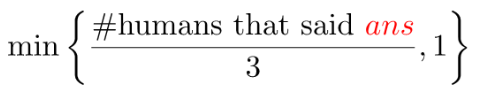 min { #humans that said ans / 3 , 1 }